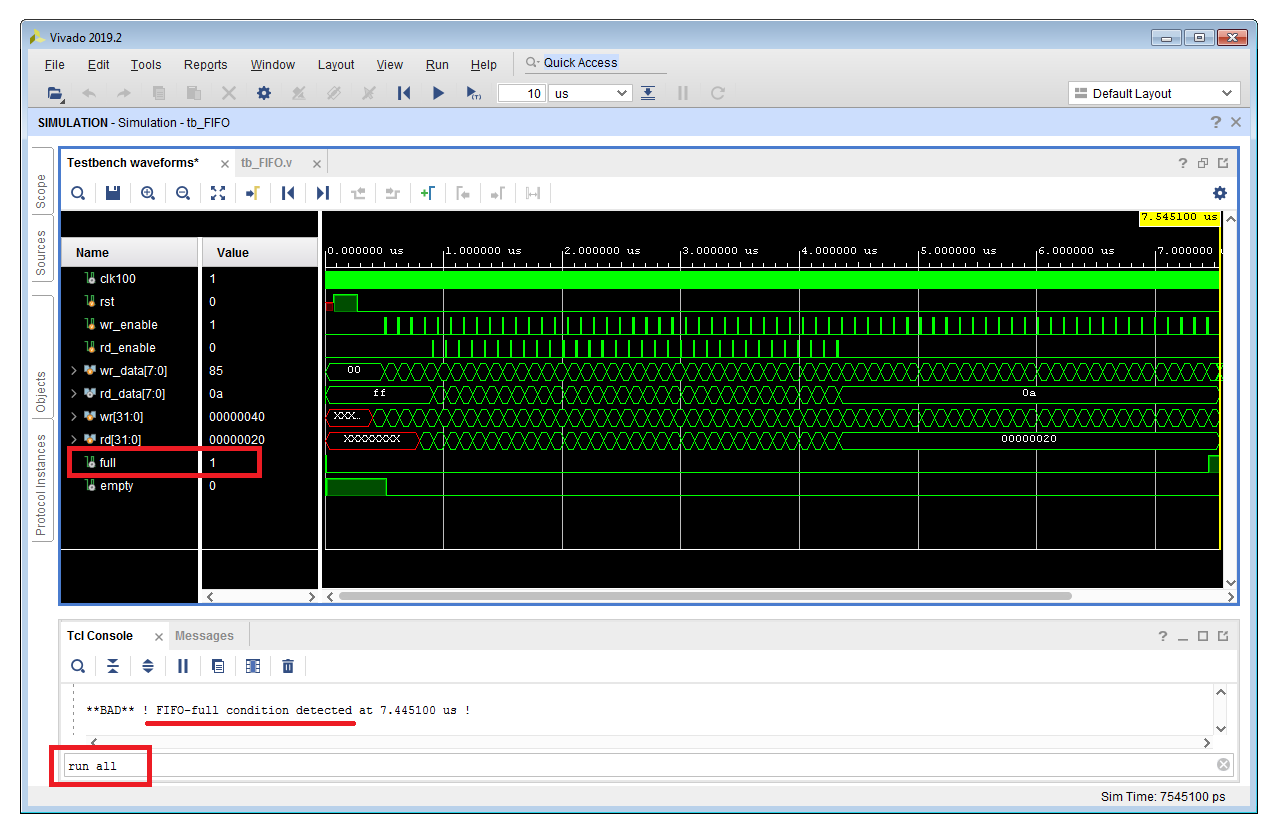 Vivado 2019.2
File Edit Tools Reports Window Layout View Run Help Quick Access
10 us Default Layout
SIMULATION - Simulation - tb_FIFO
Scope
Sources
Objects
Protocol Instances
Testbench waveforms* tb_FIFO.v
7.545100 us
Name Value
0.000000 us 1.000000 us 2.000000 us 3.000000 us 4.000000 us 5.000000 us 6.000000 us 7.000000
clk100 1
rst 0
wr_enable 1
rd_enable 0
wr_data[7:0] 85 00
rd_data[7:0] 0a ff 0a
wr[31:0] 00000040 XXX..
rd[31:0] 00000020 XXXXXXXX 00000020
full 1
empty 0
Tcl Console Messages
**BAD** ! FIFO-full condition detected at 7.445100 us !
run all
Sim Time: 7545100 ps